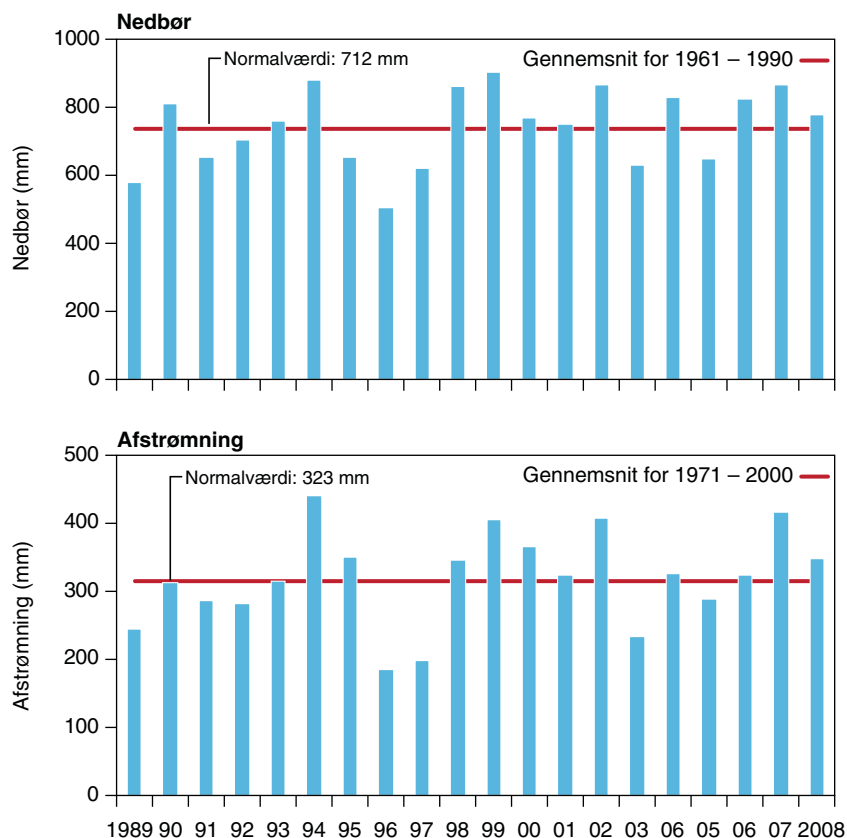 Nedbør
Nedbør (mm)
1000
800
600
400
200
0
Normalværdi: 712 mm
Gennemsnit for 1961 – 1990
Afstrømning
Afstrømning (mm)
500
400
300
200
100
0
Normalværdi: 323 mm
Gennemsnit for 1971 – 2000
1989 90 91 92 93 94 95 96 97 98 99 00 01 02 03 06 05 06 07 2008